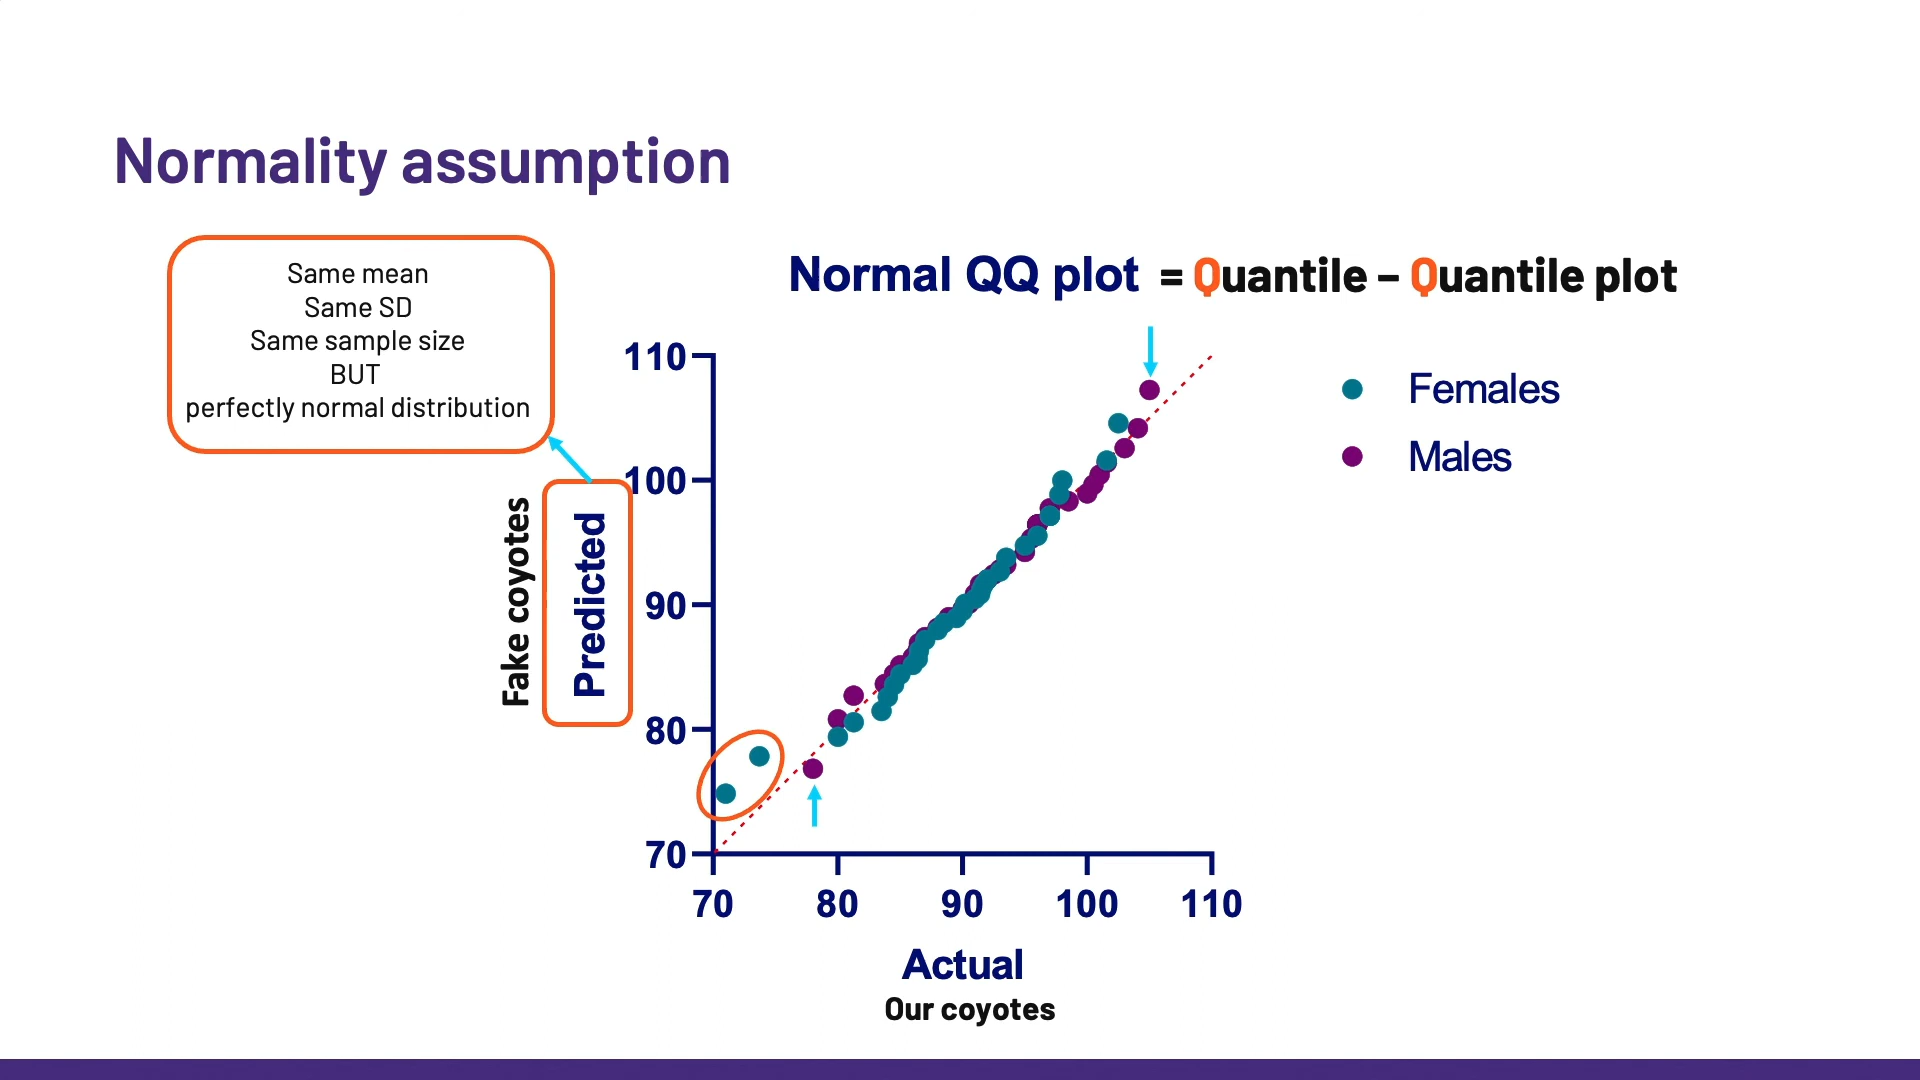 Normality assumption
Same mean
Same SD
Same sample size
BUT
perfectly normal distribution
Normal QQ plot = Quantile – Quantile plot
Females
Males
Fake coyotes
Predicted
110
100
90
80
70
70 80 90 100 110
Actual
Our coyotes